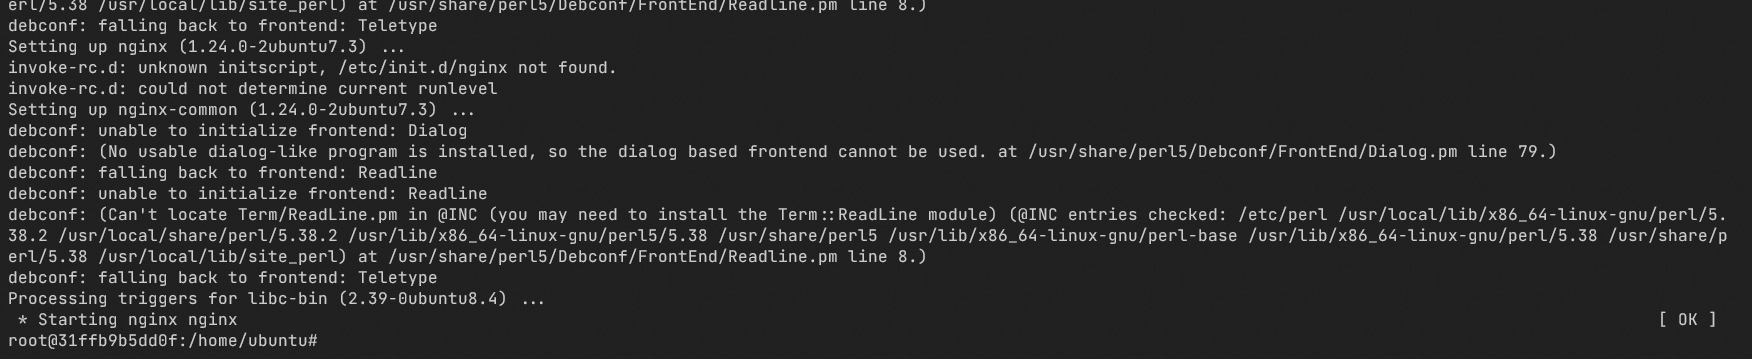 erl/5.38 /usr/local/lib/site_perl) at /usr/share/perl5/Debconf/FrontEnd/Readline.pm line 8.)
debconf: falling back to frontend: Teletype
Setting up nginx (1.24.0-2ubuntu7.3) ...
invoke-rc.d: unknown initscript, /etc/init.d/nginx not found.
invoke-rc.d: could not determine current runlevel
Setting up nginx-common (1.24.0-2ubuntu7.3) ...
debconf: unable to initialize frontend: Dialog
debconf: (No usable dialog-like program is installed, so the dialog based frontend cannot be used. at /usr/share/perl5/Debconf/FrontEnd/Dialog.pm line 79.)
debconf: falling back to frontend: Readline
debconf: unable to initialize frontend: Readline
debconf: (Can't locate Term/ReadLine.pm in @INC (you may need to install the Term::ReadLine module) (@INC entries checked: /etc/perl /usr/local/lib/x86_64-linux-gnu/perl/5.
38.2 /usr/local/share/perl/5.38.2 /usr/lib/x86_64-linux-gnu/perl5/5.38 /usr/share/perl5 /usr/lib/x86_64-linux-gnu/perl-base /usr/lib/x86_64-linux-gnu/perl/5.38 /usr/share/p
erl/5.38 /usr/local/lib/site_perl) at /usr/share/perl5/Debconf/FrontEnd/Readline.pm line 8.)
debconf: falling back to frontend: Teletype
Processing triggers for libc-bin (2.39-0ubuntu8.4) ...
 * Starting nginx nginx [ OK ]
root@31ffb9b5dd0f:/home/ubuntu#